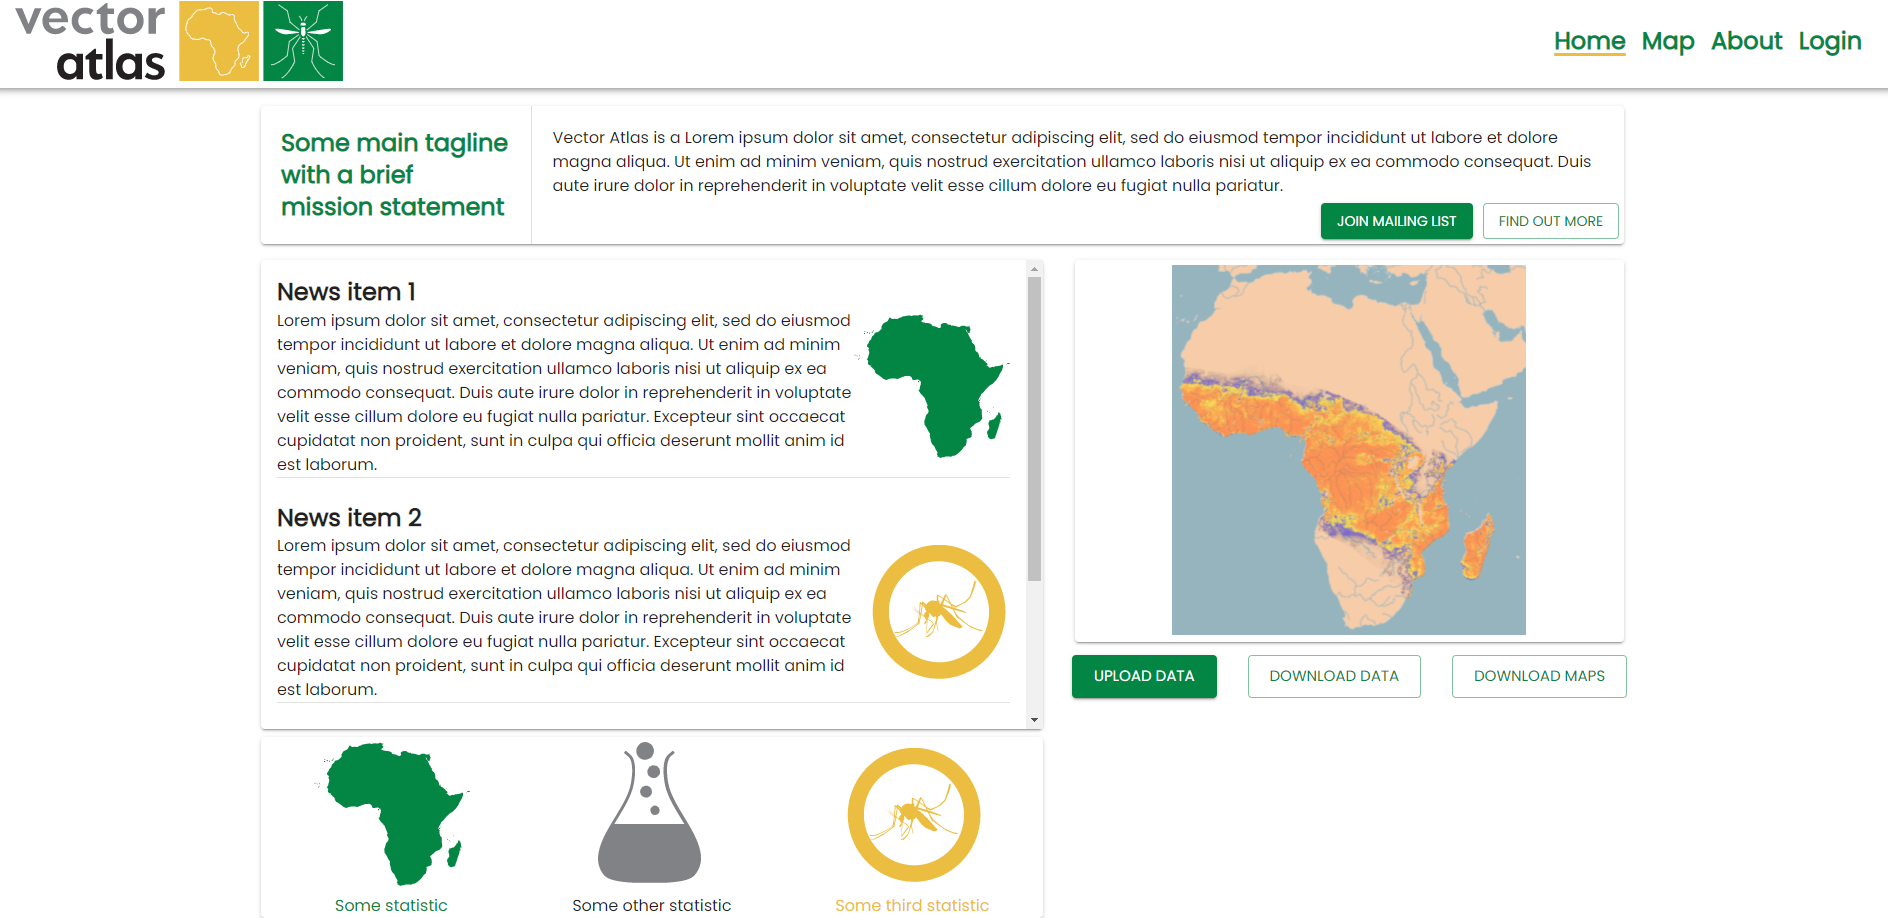 vector
atlas
Home Map About Login
Some main tagline
with a brief
mission statement
Vector Atlas is a Lorem ipsum dolor sit amet, consectetur adipiscing elit, sed do eiusmod tempor incididunt ut labore et dolore
magna aliqua. Ut enim ad minim veniam, quis nostrud exercitation ullamco laboris nisi ut aliquip ex ea commodo consequat. Duis
aute irure dolor in reprehenderit in voluptate velit esse cillum dolore eu fugiat nulla pariatur.
JOIN MAILING LIST FIND OUT MORE
News item 1
Lorem ipsum dolor sit amet, consectetur adipiscing elit, sed do eiusmod
tempor incididunt ut labore et dolore magna aliqua. Ut enim ad minim
veniam, quis nostrud exercitation ullamco laboris nisi ut aliquip ex ea
commodo consequat. Duis aute irure dolor in reprehenderit in voluptate
velit esse cillum dolore eu fugiat nulla pariatur. Excepteur sint occaecat
cupidatat non proident, sunt in culpa qui officia deserunt mollit anim id
est laborum.
News item 2
Lorem ipsum dolor sit amet, consectetur adipiscing elit, sed do eiusmod
tempor incididunt ut labore et dolore magna aliqua. Ut enim ad minim
veniam, quis nostrud exercitation ullamco laboris nisi ut aliquip ex ea
commodo consequat. Duis aute irure dolor in reprehenderit in voluptate
velit esse cillum dolore eu fugiat nulla pariatur. Excepteur sint occaecat
cupidatat non proident, sunt in culpa qui officia deserunt mollit anim id
est laborum.
UPLOAD DATA DOWNLOAD DATA DOWNLOAD MAPS
Some statistic
Some other statistic
Some third statistic